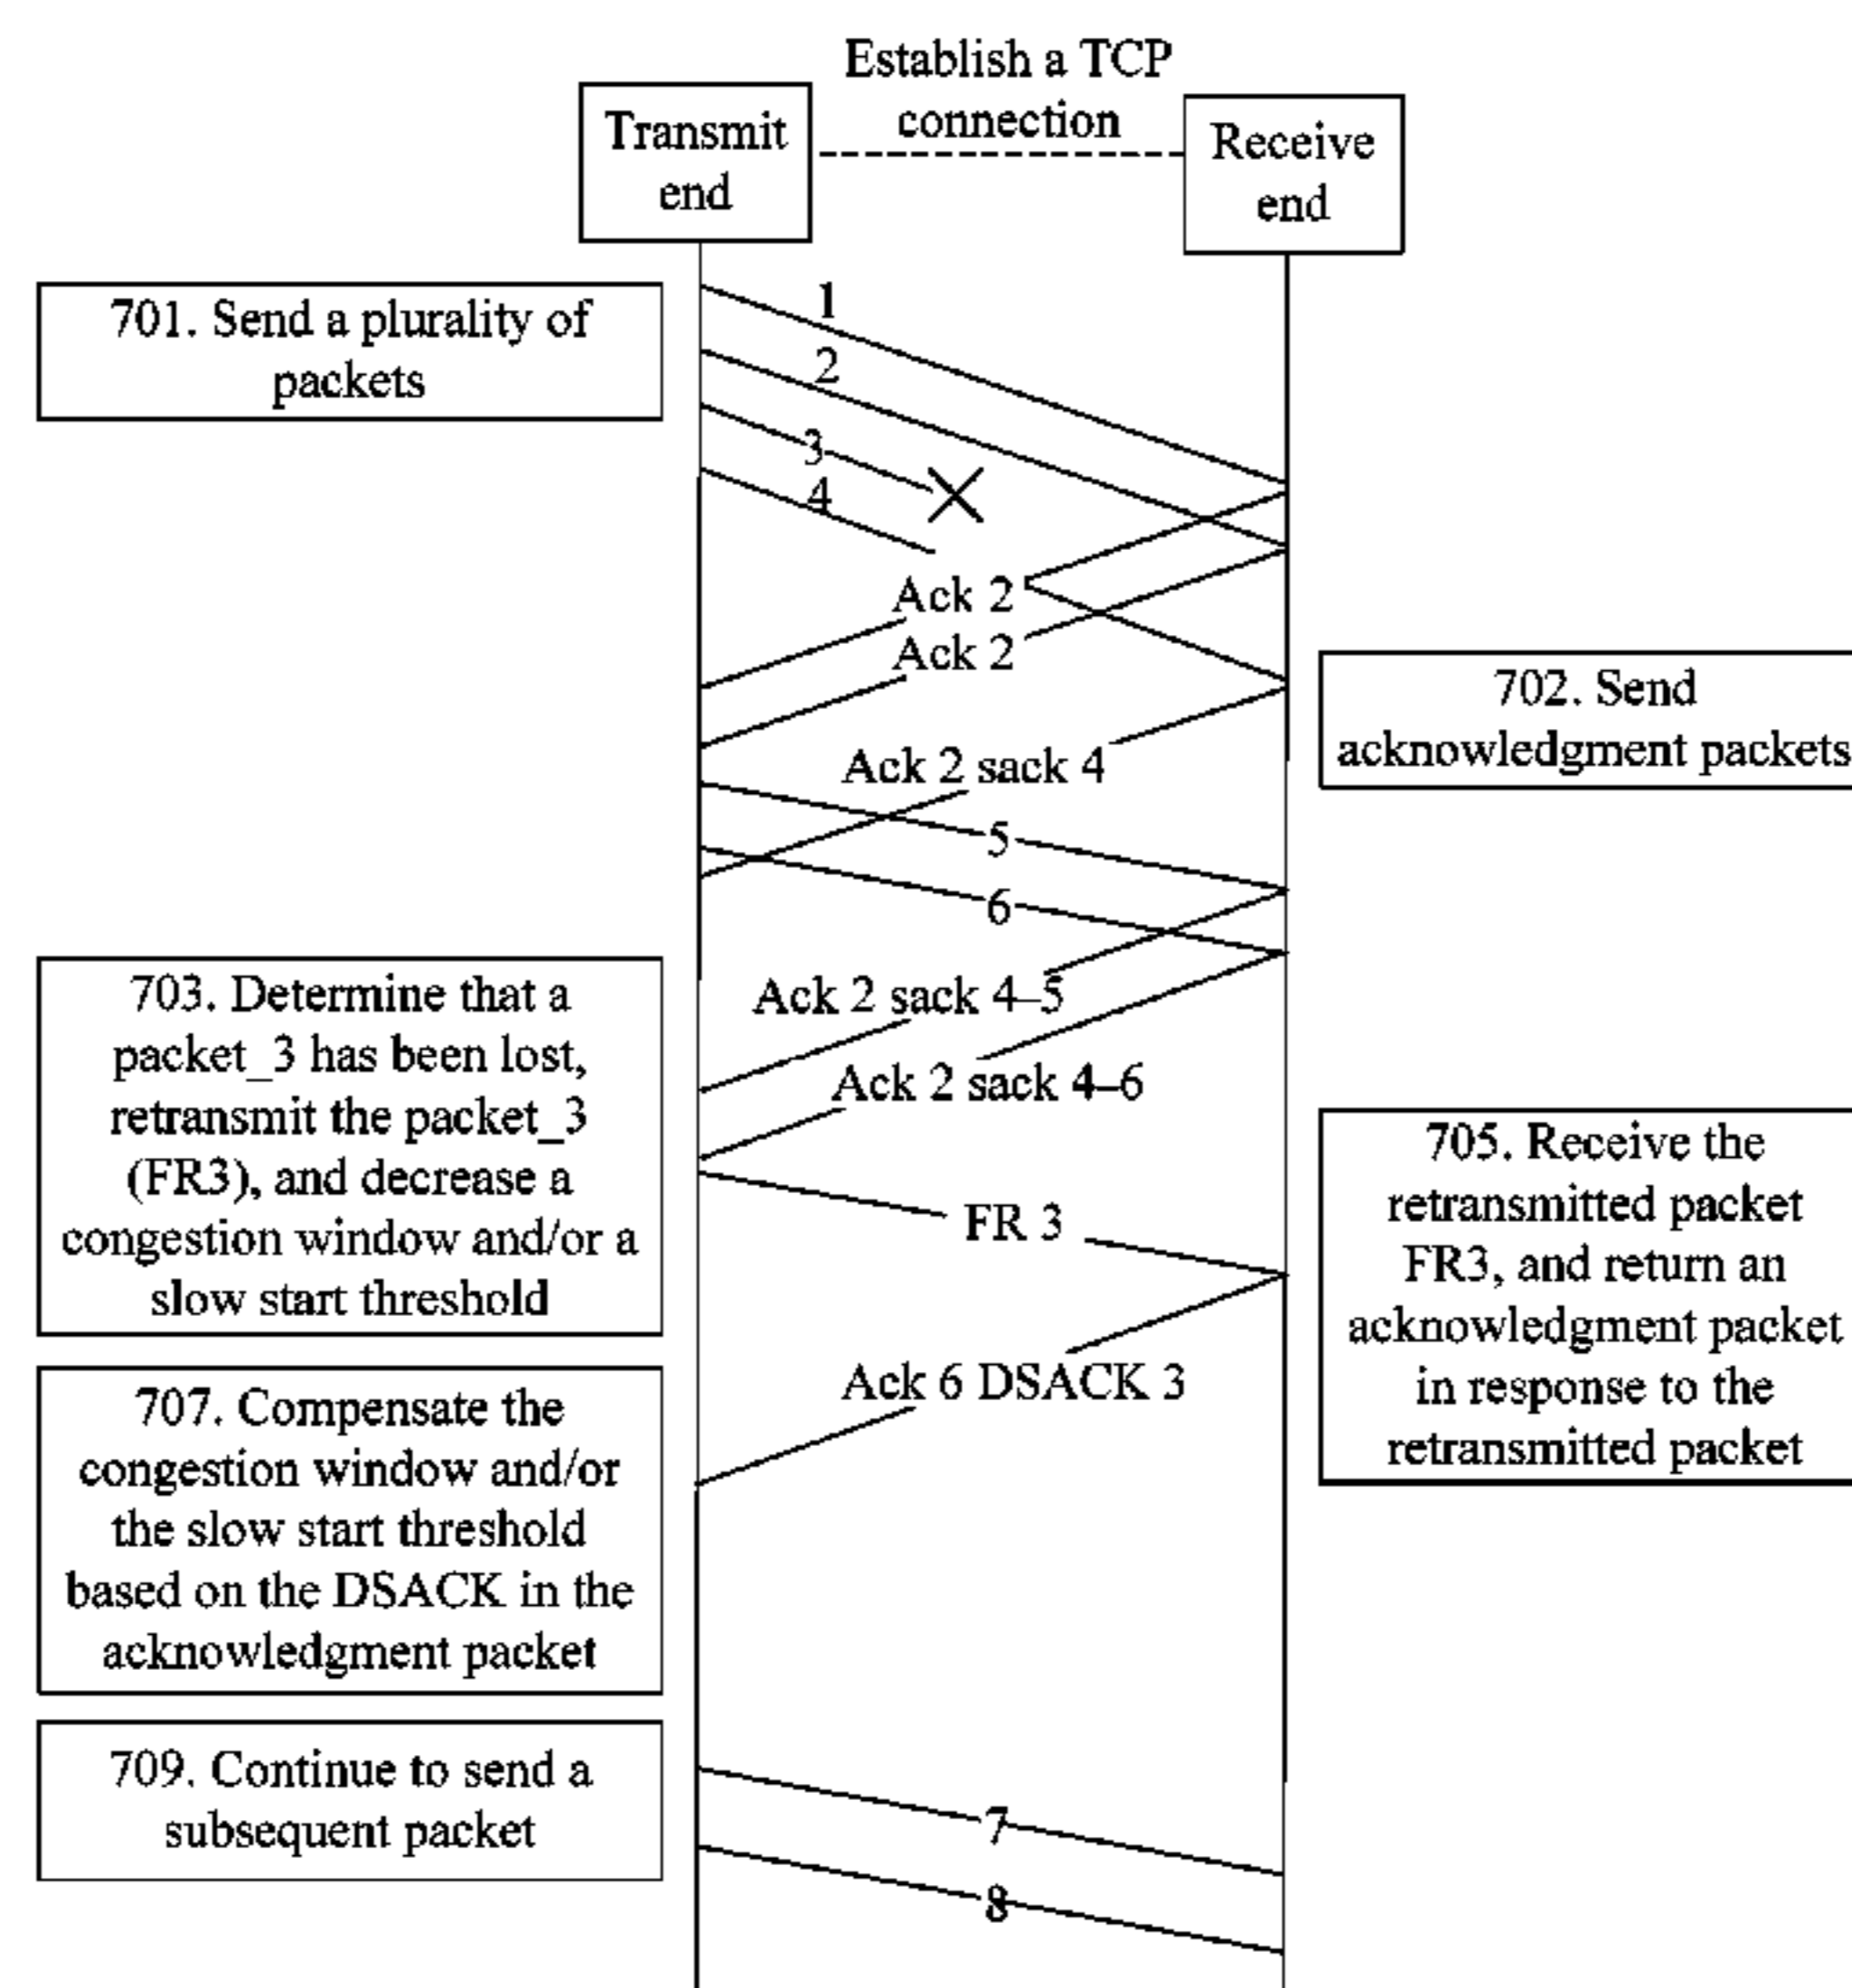 Establish a TCP
connection
Transmit
end
Receive
end
701. Send a plurality of
packets
1
2
3
4
Ack 2
Ack 2
702. Send
acknowledgment packets
Ack 2 sack 4
5
6
703. Determine that a
packet_3 has been lost,
retransmit the packet_3
(FR3), and decrease a
congestion window and/or a
slow start threshold
Ack 2 sack 4–5
Ack 2 sack 4–6
FR 3
705. Receive the
retransmitted packet
FR3, and return an
acknowledgment packet
in response to the
retransmitted packet
Ack 6 DSACK 3
707. Compensate the
congestion window and/or
the slow start threshold
based on the DSACK in the
acknowledgment packet
709. Continue to send a
subsequent packet
7
8